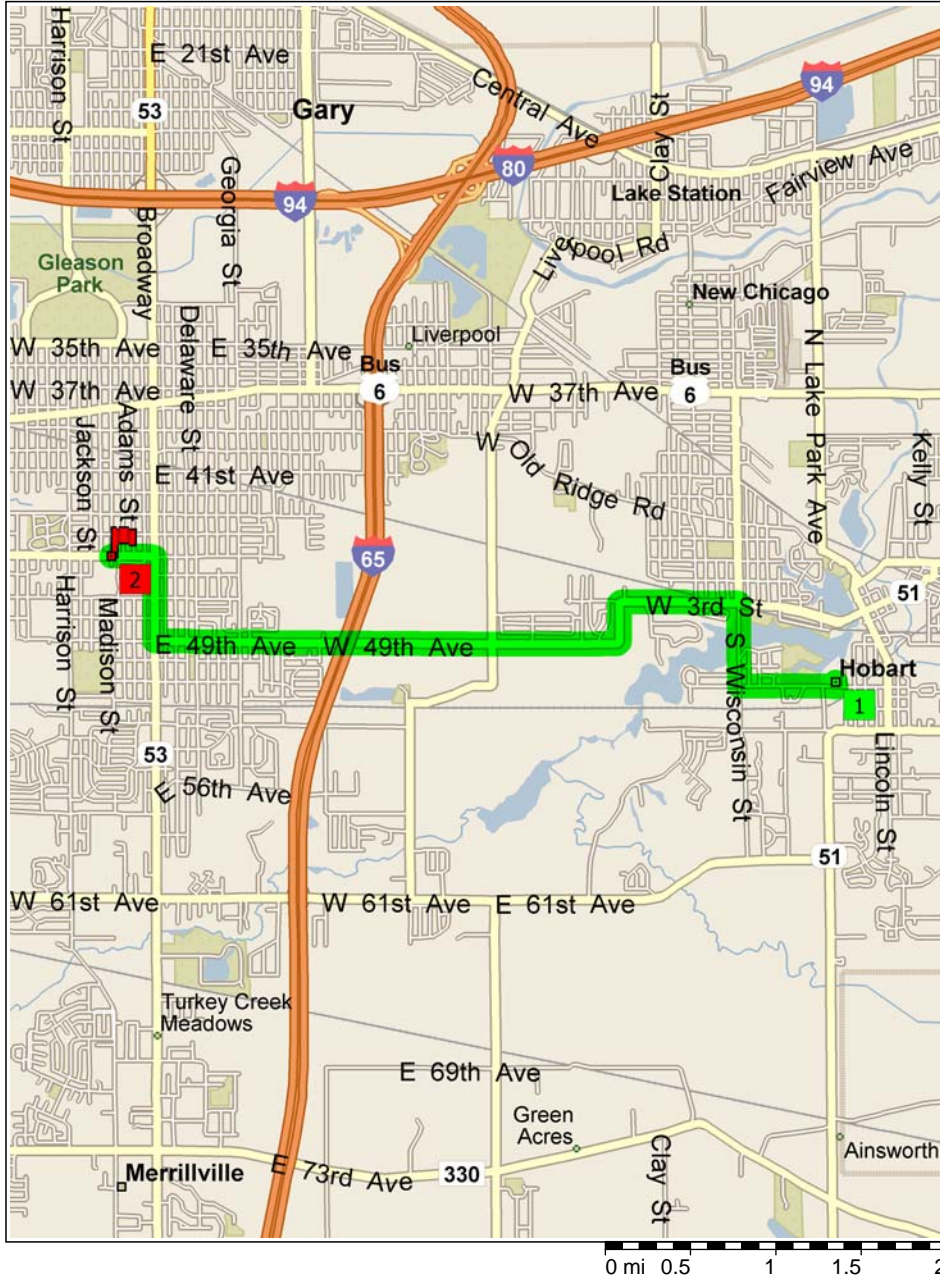 Harrison St
E 21st Ave
53
Gary
Central Ave
Clay St
94
80
94
Georgia St
Lake Station
Fairview Ave
Broadway
Gleason
Park
Liverpool Rd
New Chicago
Delaware St
W 35th Ave
E 35th Ave
Liverpool
N Lake Park Ave
W 37th Ave
Bus
6
W 37th Ave
Bus
6
Adams St
Jackson St
W Old Ridge Rd
Kelly St
E 41st Ave
65
2
51
W 3rd St
Harrison St
Madison St
E 49th Ave
W 49th Ave
S Wisconsin St
Hobart
1
53
Lincoln St
E 56th Ave
51
W 61st Ave
W 61st Ave
E 61st Ave
Turkey Creek
Meadows
E 69th Ave
Green
Acres
Clay St
Ainsworth
Merrillville
E 73rd Ave
330
0 mi 0.5 1 1.5 2